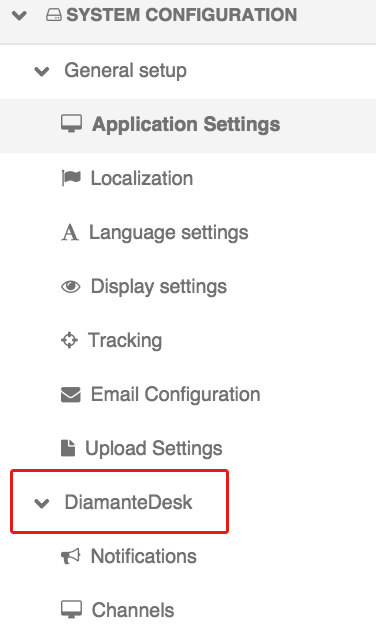 SYSTEM CONFIGURATION
General setup
Application Settings
Localization
Language settings
Display settings
Tracking
Email Configuration
Upload Settings
DiamanteDesk
Notifications
Channels